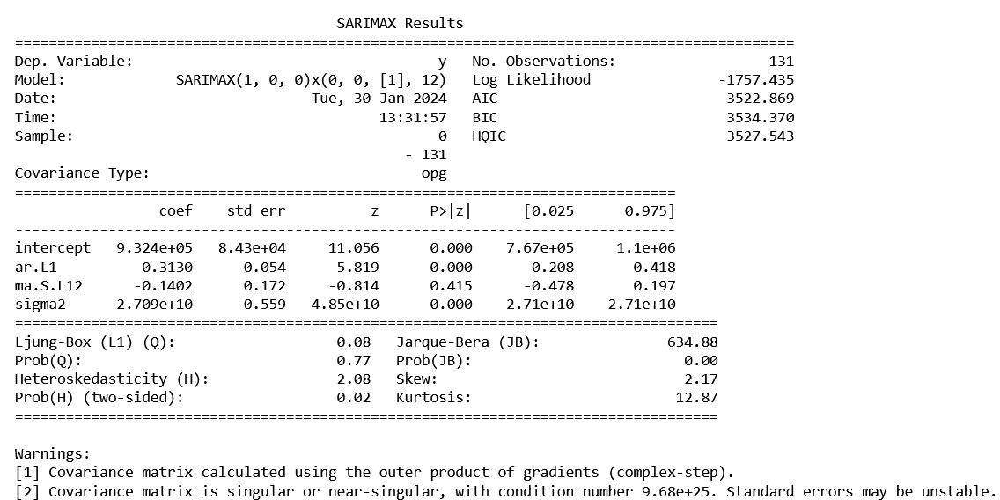 SARIMAX Results
==============================================================================================
Dep. Variable: y No. Observations: 131
Model: SARIMAX(1, 0, 0)x(0, 0, [1], 12) Log Likelihood -1757.435
Date: Tue, 30 Jan 2024 AIC 3522.869
Time: 13:31:57 BIC 3534.370
Sample: 0 HQIC 3527.543
- 131
Covariance Type: opg
==============================================================================
coef std err z P>|z| [0.025 0.975]
------------------------------------------------------------------------------
intercept 9.324e+05 8.43e+04 11.056 0.000 7.67e+05 1.1e+06
ar.L1 0.3130 0.054 5.819 0.000 0.208 0.418
ma.S.L12 -0.1402 0.172 -0.814 0.415 -0.478 0.197
sigma2 2.709e+10 0.559 4.85e+10 0.000 2.71e+10 2.71e+10
===================================================================================
Ljung-Box (L1) (Q): 0.08 Jarque-Bera (JB): 634.88
Prob(Q): 0.77 Prob(JB): 0.00
Heteroskedasticity (H): 2.08 Skew: 2.17
Prob(H) (two-sided): 0.02 Kurtosis: 12.87
===================================================================================
Warnings:
[1] Covariance matrix calculated using the outer product of gradients (complex-step).
[2] Covariance matrix is singular or near-singular, with condition number 9.68e+25. Standard errors may be unstable.